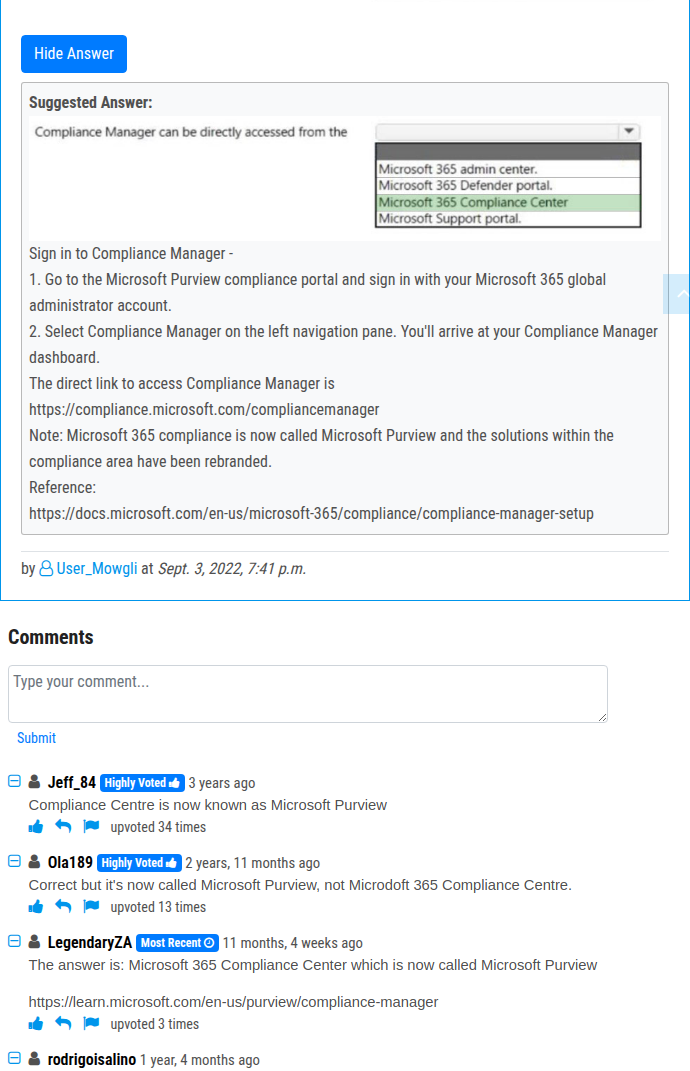 Hide Answer
Suggested Answer:
Compliance Manager can be directly accessed from the
Microsoft 365 admin center.
Microsoft 365 Defender portal.
Microsoft 365 Compliance Center
Microsoft Support portal.
Sign in to Compliance Manager -
1. Go to the Microsoft Purview compliance portal and sign in with your Microsoft 365 global
administrator account.
2. Select Compliance Manager on the left navigation pane. You'll arrive at your Compliance Manager
dashboard.
The direct link to access Compliance Manager is
https://compliance.microsoft.com/compliancemanager
Note: Microsoft 365 compliance is now called Microsoft Purview and the solutions within the
compliance area have been rebranded.
Reference:
https://docs.microsoft.com/en-us/microsoft-365/compliance/compliance-manager-setup
by User_Mowgli at Sept. 3, 2022, 7:41 p.m.
Comments
Type your comment...
Submit
Jeff_84 Highly Voted 3 years ago
Compliance Centre is now known as Microsoft Purview
upvoted 34 times
Ola189 Highly Voted 2 years, 11 months ago
Correct but it's now called Microsoft Purview, not Microdoft 365 Compliance Centre.
upvoted 13 times
LegendaryZA Most Recent 11 months, 4 weeks ago
The answer is: Microsoft 365 Compliance Center which is now called Microsoft Purview
https://learn.microsoft.com/en-us/purview/compliance-manager
upvoted 3 times
rodrigoisalino 1 year, 4 months ago